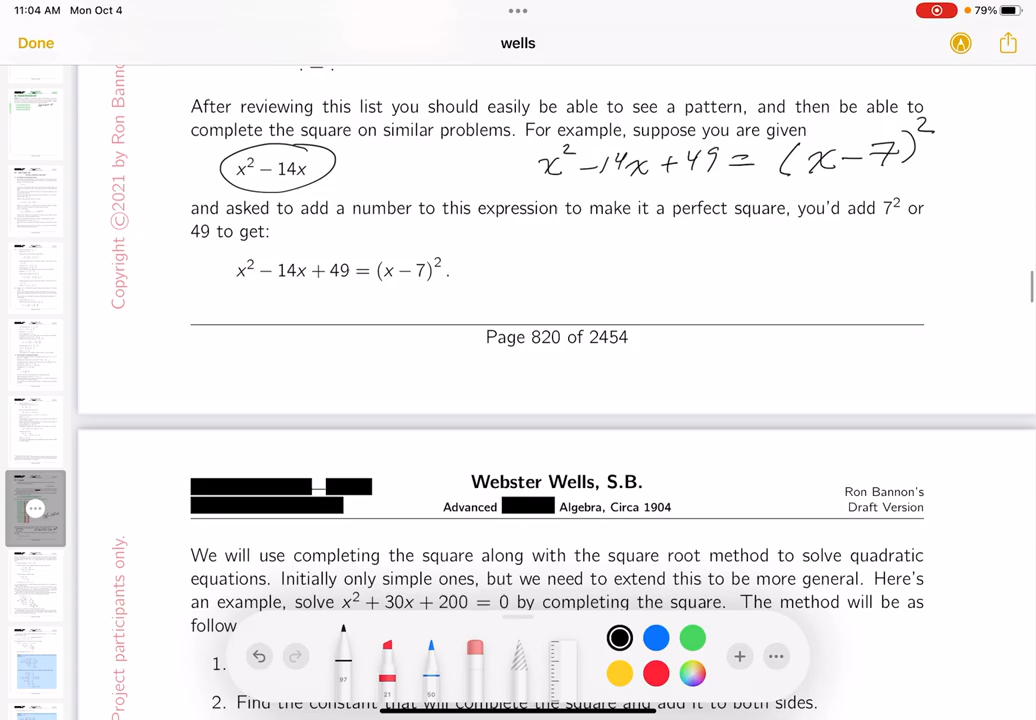 11:04 AM Mon Oct 4
79%
Done
wells
After reviewing this list you should easily be able to see a pattern, and then be able to
complete the square on similar problems. For example, suppose you are given
x² − 14x
x² − 14x + 49 = (x − 7)²
and asked to add a number to this expression to make it a perfect square, you'd add 7² or
49 to get:
x² − 14x + 49 = (x − 7)².
Page 820 of 2454
Copyright ©2021 by Ron Banno
Webster Wells, S.B.
Advanced Algebra, Circa 1904
Ron Bannon's
Draft Version
We will use completing the square along with the square root method to solve quadratic
equations. Initially only simple ones, but we need to extend this to be more general. Here's
an example, solve x² + 30x + 200 = 0 by completing the square. The method will be as
follow
1.
2. Find the constant that will complete the square and add it to both sides.
Project participants only.
97
21
50